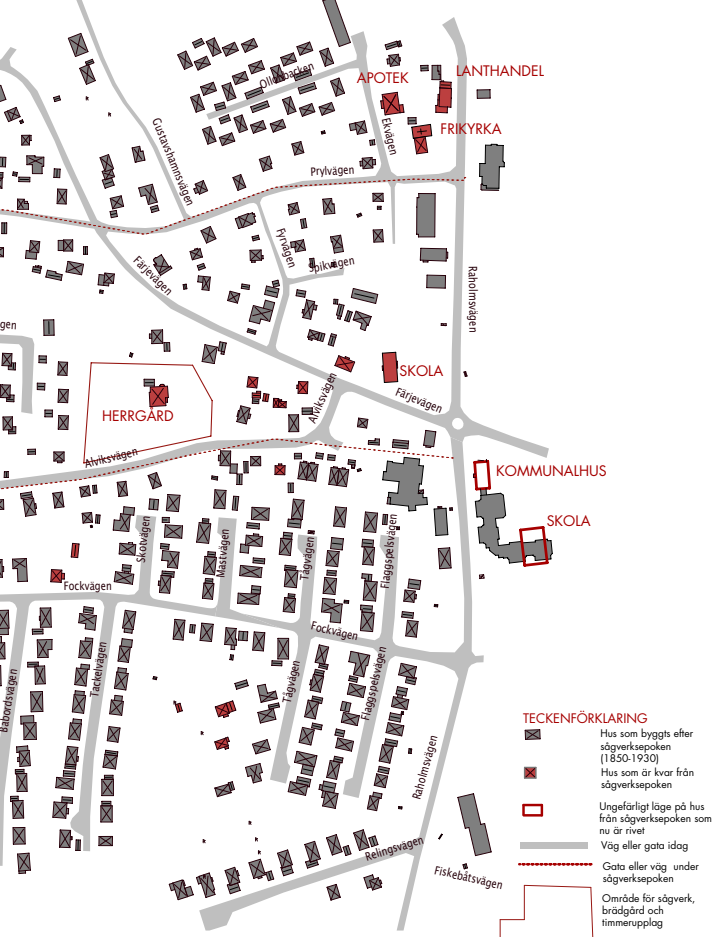 Ollonbacken
APOTEK
LANTHANDEL
FRIKYRKA
Gustavshamnsvägen
Ekvägen
Prylvägen
Fyrvägen
Spikvägen
Färjevägen
Raholmsvägen
gen
SKOLA
HERRGÅRD
Alviksvägen
Färjevägen
Alviksvägen
KOMMUNALHUS
SKOLA
Skotvägen
Mastvägen
Tågvägen
Flaggspelsvägen
Fockvägen
Fockvägen
Babordsvägen
Tackelvägen
Tågvägen
Flaggspelsvägen
Raholmsvägen
Relingsvägen
Fiskebåtsvägen
TECKENFÖRKLARING
Hus som byggts efter
sågverksepoken
(1850-1930)
Hus som är kvar från
sågverksepoken
Ungefärligt läge på hus
från sågverksepoken som
nu är rivet
Väg eller gata idag
Gata eller väg under
sågverksepoken
Område för sågverk,
brädgård och
timmerupplag